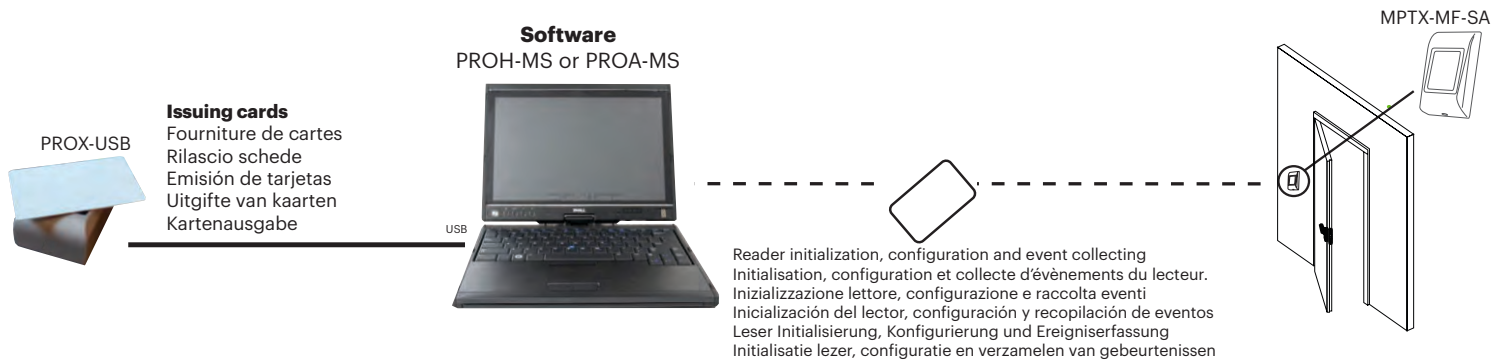 MPTX-MF-SA
Software
PROH-MS or PROA-MS
PROX-USB
Issuing cards
Fourniture de cartes
Rilascio schede
Emisión de tarjetas
Uitgifte van kaarten
Kartenausgabe
USB
Reader initialization, configuration and event collecting
Initialisation, configuration et collecte d'évènements du lecteur.
Inizializzazione lettore, configurazione e raccolta eventi
Inicialización del lector, configuración y recopilación de eventos
Leser Initialisierung, Konfigurierung und Ereigniserfassung
Initialisatie lezer, configuratie en verzamelen van gebeurtenissen